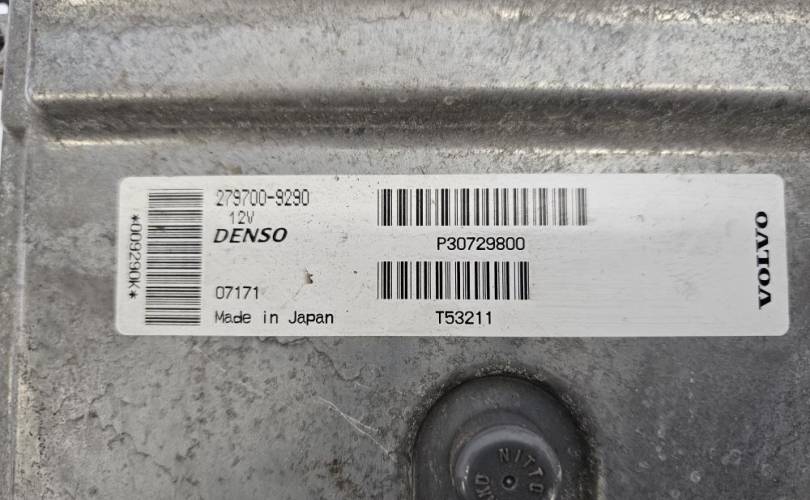 *009290K*
279700-9290
12V
DENSO
07171
Made in Japan
P30729800
T53211
VOLVO
NITTO